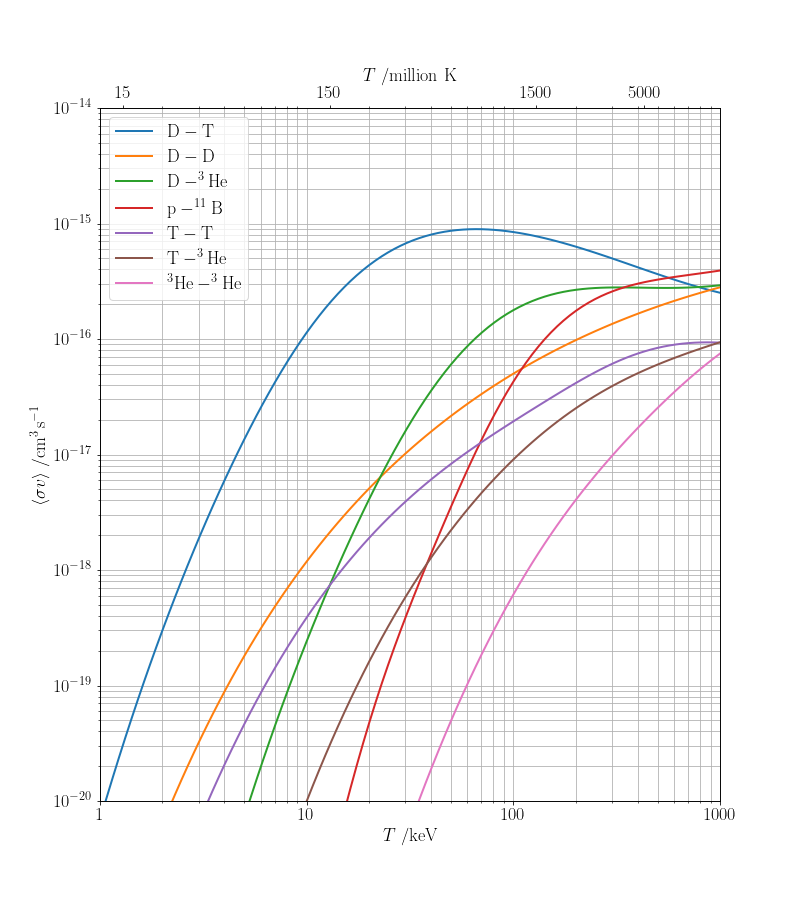 T /million K
15 150 1500 5000
10⁻¹⁴
D − T
D − D
D −³He
p −¹¹B
T − T
T −³He
³He −³He
10⁻¹⁵
10⁻¹⁶
10⁻¹⁷
10⁻¹⁸
10⁻¹⁹
10⁻²⁰
⟨σv⟩ /cm³ s⁻¹
1 10 100 1000
T /keV